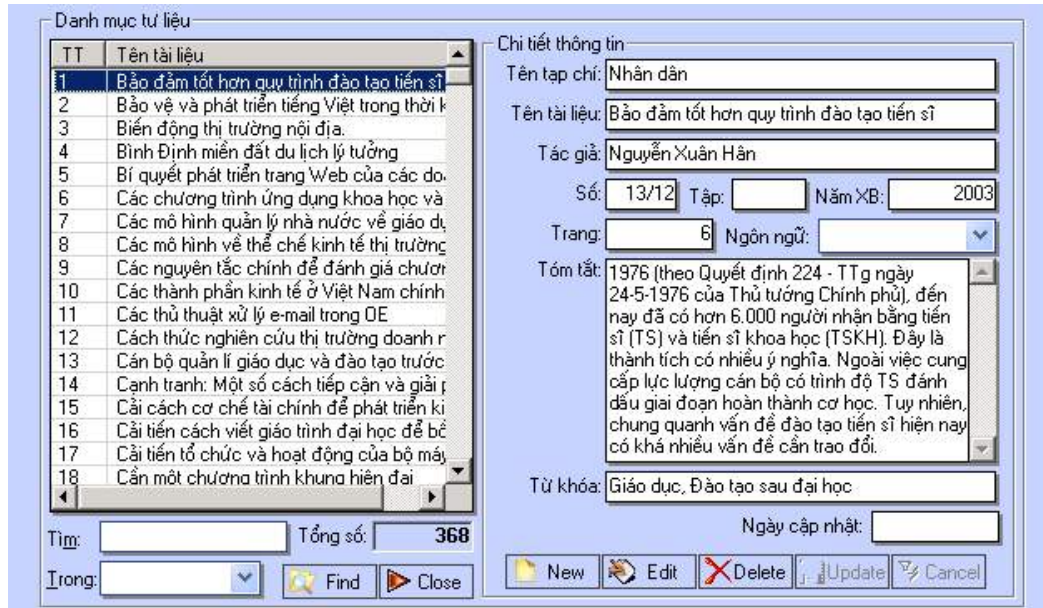 Danh mục tư liệu
TT Tên tài liệu
1 Bảo đảm tốt hơn quy trình đào tạo tiến sĩ
2 Bảo vệ và phát triển tiếng Việt trong thời k
3 Biến động thị trường nội địa.
4 Bình Định miền đất du lịch lý tưởng
5 Bí quyết phát triển trang Web của các do
6 Các chương trình ứng dụng khoa học và
7 Các mô hình quản lý nhà nước về giáo dụ
8 Các mô hình về thể chế kinh tế thị trường
9 Các nguyên tắc chính để đánh giá chươn
10 Các thành phần kinh tế ở Việt Nam chính
11 Các thủ thuật xử lý e-mail trong OE
12 Cách thức nghiên cứu thị trường doanh n
13 Cán bộ quản lí giáo dục và đào tạo trước
14 Cạnh tranh: Một số cách tiếp cận và giải p
15 Cải cách cơ chế tài chính để phát triển ki
16 Cải tiến cách viết giáo trình đại học để bồ
17 Cải tiến tổ chức và hoạt động của bộ máy
18 Cần một chương trình khung hiện đại
Tìm:
Tổng số: 368
Trong:
Find
Close
Chi tiết thông tin
Tên tạp chí: Nhân dân
Tên tài liệu: Bảo đảm tốt hơn quy trình đào tạo tiến sĩ
Tác giả: Nguyễn Xuân Hân
Số: 13/12 Tập: Năm XB: 2003
Trang: 6 Ngôn ngữ:
Tóm tắt: 1976 (theo Quyết định 224 - TTg ngày
24-5-1976 của Thủ tướng Chính phủ), đến
nay đã có hơn 6.000 người nhận bằng tiến
sĩ (TS) và tiến sĩ khoa học (TSKH). Đây là
thành tích có nhiều ý nghĩa. Ngoài việc cung
cấp lực lượng cán bộ có trình độ TS đánh
dấu giai đoạn hoàn thành cơ học. Tuy nhiên,
chung quanh vấn đề đào tạo tiến sĩ hiện nay
có khá nhiều vấn đề cần trao đổi.
Từ khóa: Giáo dục, Đào tạo sau đại học
Ngày cập nhật:
New Edit Delete Update Cancel